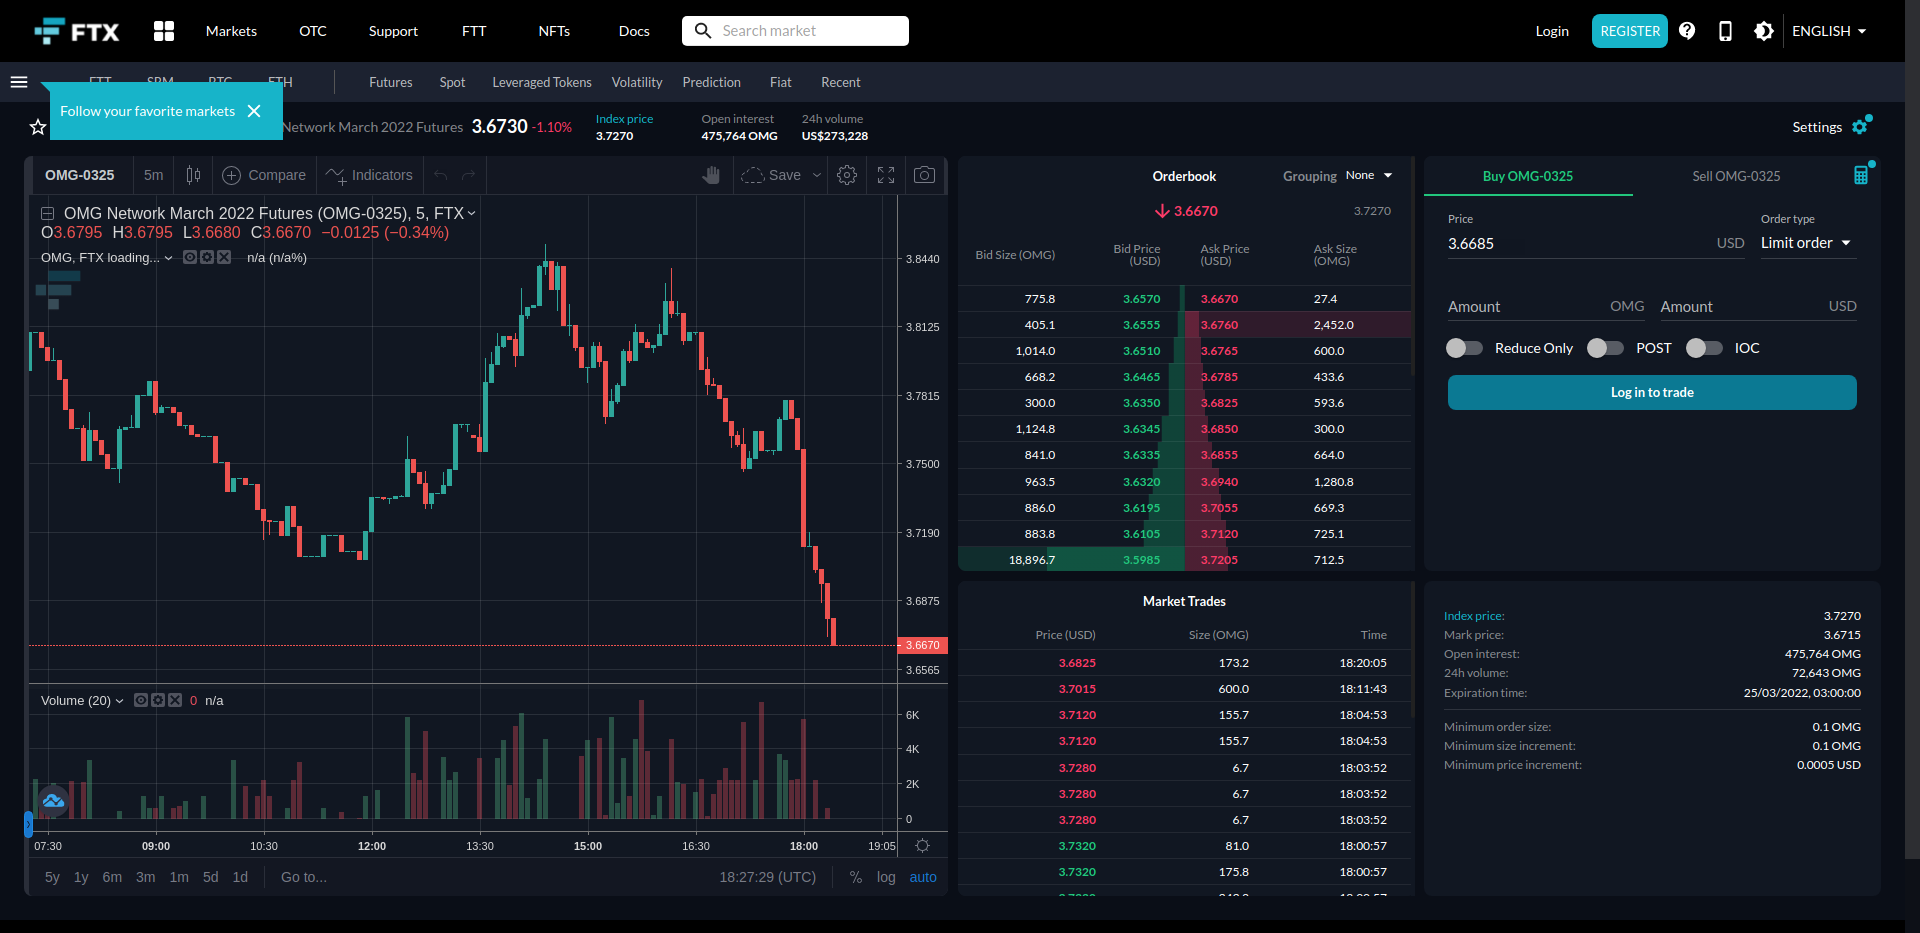 FTX Markets OTC Support FTT NFTs Docs Search market Login REGISTER ENGLISH
FTT SRM BTC ETH Futures Spot Leveraged Tokens Volatility Prediction Fiat Recent
Follow your favorite markets
Network March 2022 Futures 3.6730 -1.10%
Index price
3.7270
Open interest
475,764 OMG
24h volume
US$273,228
Settings
OMG-0325 5m Compare Indicators Save
OMG Network March 2022 Futures (OMG-0325), 5, FTX
O3.6795 H3.6795 L3.6680 C3.6670 −0.0125 (−0.34%)
OMG, FTX loading... n/a (n/a%)
3.8440
3.8125
3.7815
3.7500
3.7190
3.6875
3.6670
3.6565
Volume (20) 0 n/a
6K
4K
2K
0
07:30 09:00 10:30 12:00 13:30 15:00 16:30 18:00 19:05
5y 1y 6m 3m 1m 5d 1d Go to... 18:27:29 (UTC) % log auto
Orderbook Grouping None
3.6670 3.7270
Bid Size (OMG) Bid Price (USD) Ask Price (USD) Ask Size (OMG)
775.8 3.6570 3.6670 27.4
405.1 3.6555 3.6760 2,452.0
1,014.0 3.6510 3.6765 600.0
668.2 3.6465 3.6785 433.6
300.0 3.6350 3.6825 593.6
1,124.8 3.6345 3.6850 300.0
841.0 3.6335 3.6855 664.0
963.5 3.6320 3.6940 1,280.8
886.0 3.6195 3.7055 669.3
883.8 3.6105 3.7120 725.1
18,896.7 3.5985 3.7205 712.5
Market Trades
Price (USD) Size (OMG) Time
3.6825 173.2 18:20:05
3.7015 600.0 18:11:43
3.7120 155.7 18:04:53
3.7120 155.7 18:04:53
3.7280 6.7 18:03:52
3.7280 6.7 18:03:52
3.7280 6.7 18:03:52
3.7320 81.0 18:00:57
3.7320 175.8 18:00:57
Buy OMG-0325 Sell OMG-0325
Price Order type
3.6685 USD Limit order
Amount OMG Amount USD
Reduce Only POST IOC
Log in to trade
Index price: 3.7270
Mark price: 3.6715
Open interest: 475,764 OMG
24h volume: 72,643 OMG
Expiration time: 25/03/2022, 03:00:00
Minimum order size: 0.1 OMG
Minimum size increment: 0.1 OMG
Minimum price increment: 0.0005 USD